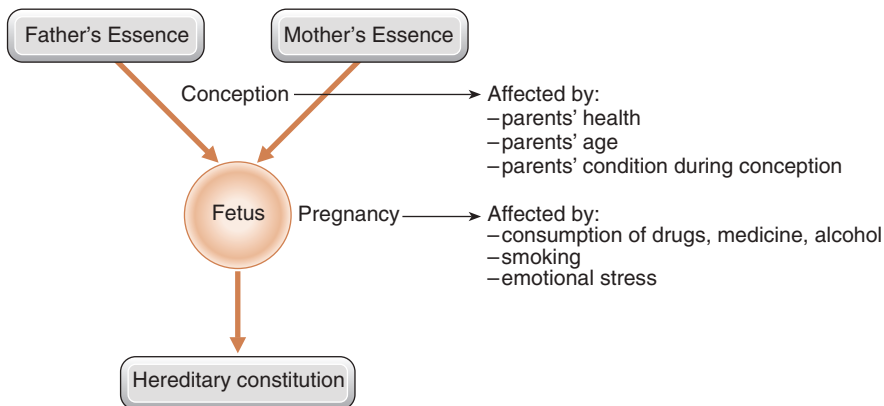 Father's Essence
Mother's Essence
Conception
Affected by:
–parents' health
–parents' age
–parents' condition during conception
Fetus
Pregnancy
Affected by:
–consumption of drugs, medicine, alcohol
–smoking
–emotional stress
Hereditary constitution